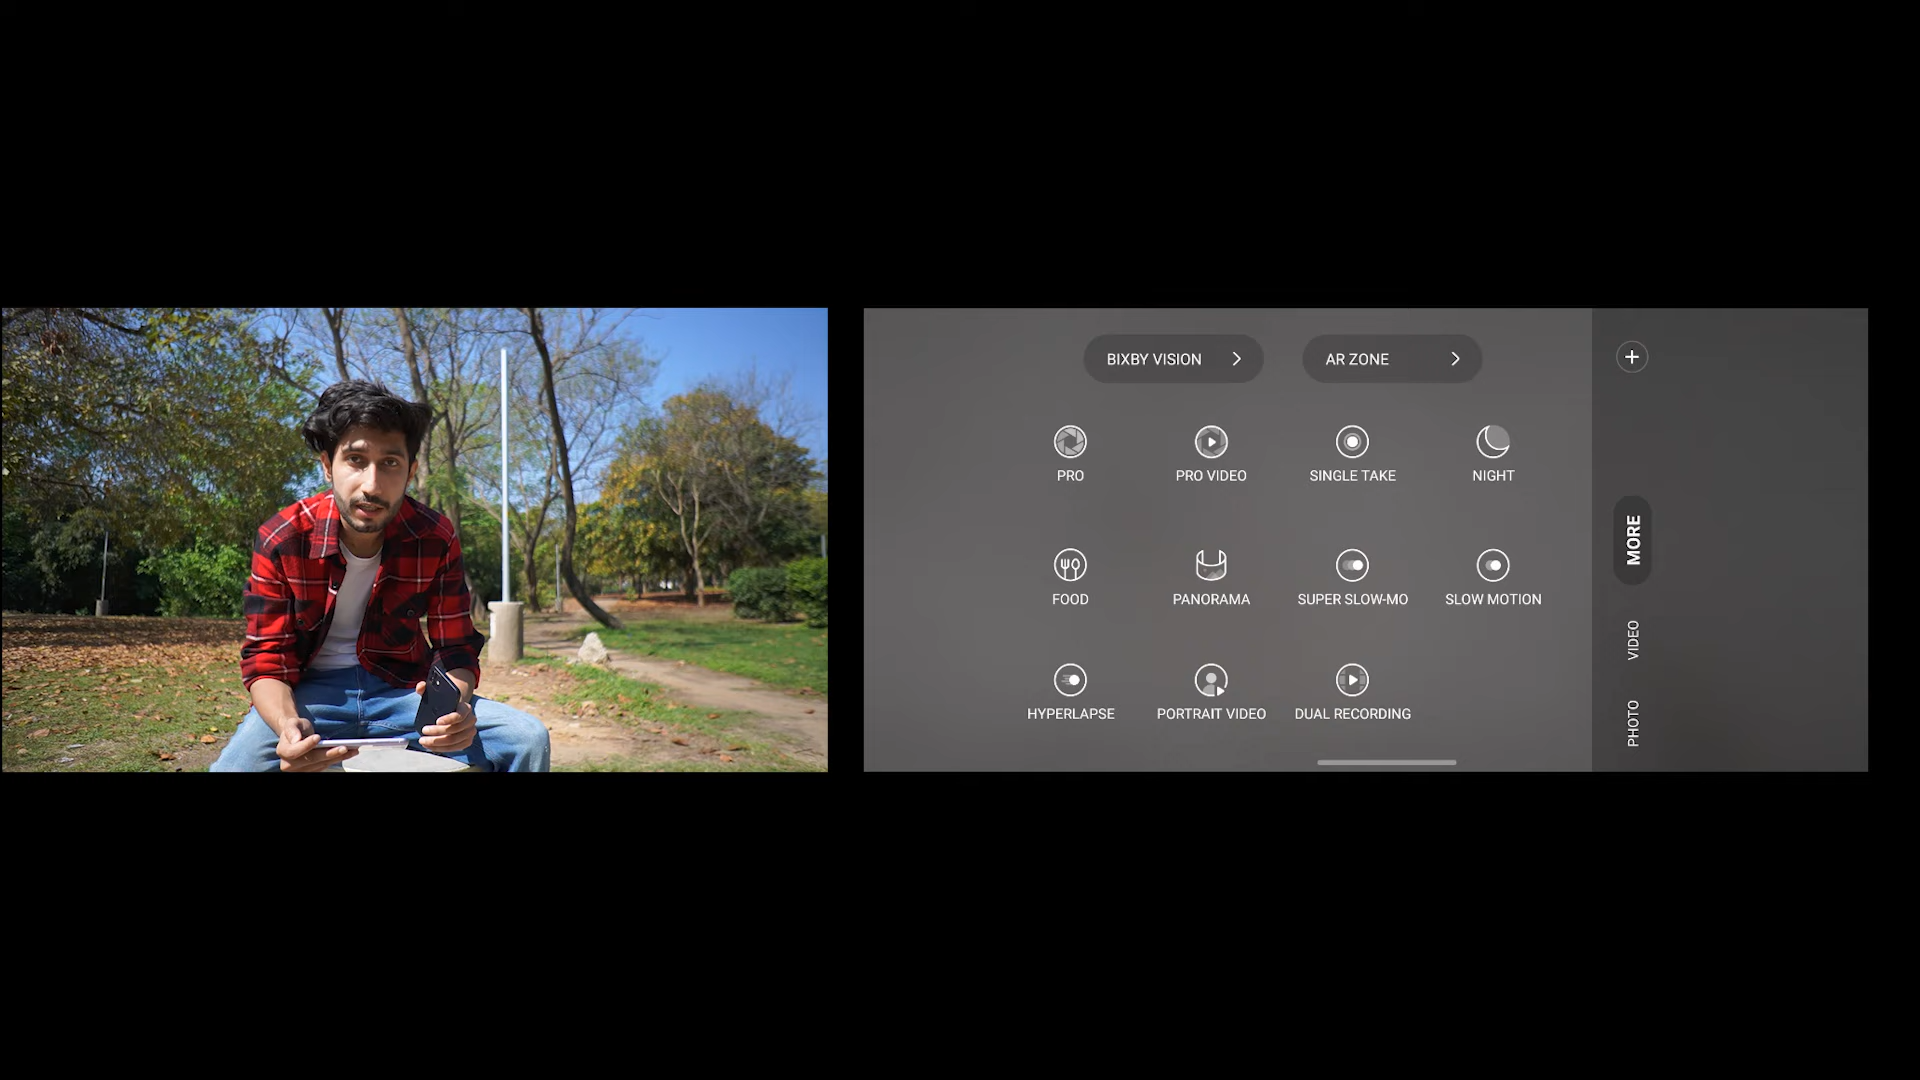 BIXBY VISION
AR ZONE
PRO
PRO VIDEO
SINGLE TAKE
NIGHT
FOOD
PANORAMA
SUPER SLOW-MO
SLOW MOTION
HYPERLAPSE
PORTRAIT VIDEO
DUAL RECORDING
MORE
VIDEO
PHOTO